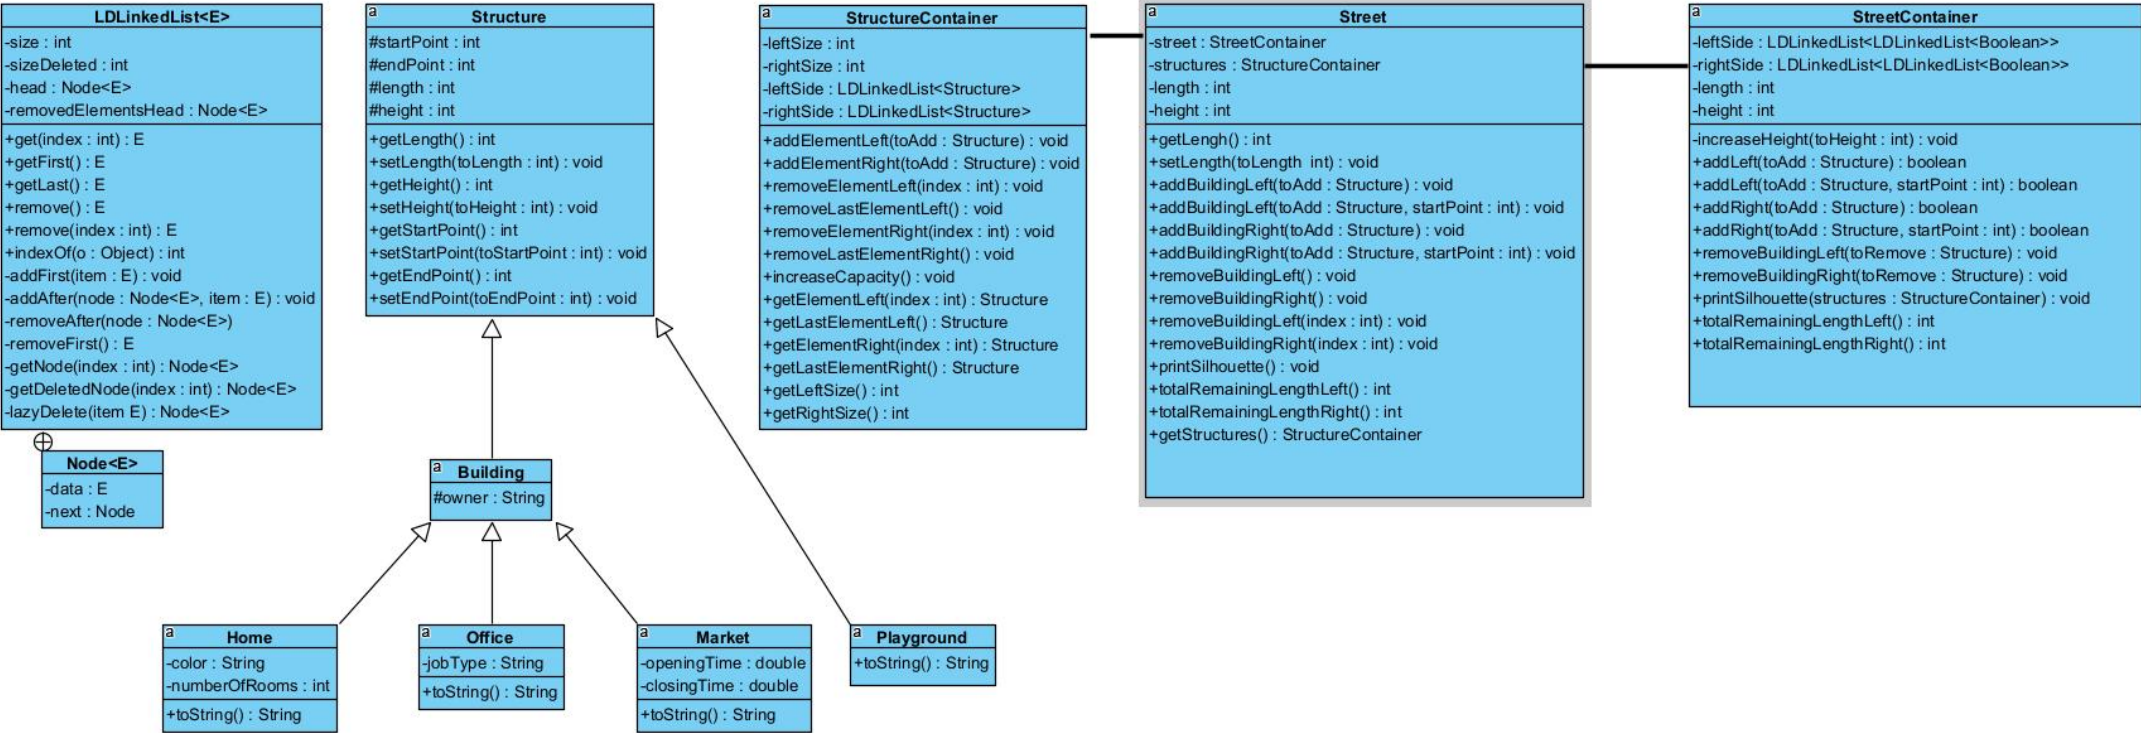 LDLinkedList<E>
-size : int
-sizeDeleted : int
-head : Node<E>
-removedElementsHead : Node<E>
+get(index : int) : E
+getFirst() : E
+getLast() : E
+remove() : E
+remove(index : int) : E
+indexOf(o : Object) : int
-addFirst(item : E) : void
-addAfter(node : Node<E>, item : E) : void
-removeAfter(node : Node<E>)
-removeFirst() : E
-getNode(index : int) : Node<E>
-getDeletedNode(index : int) : Node<E>
-lazyDelete(item E) : Node<E>
Node<E>
-data : E
-next : Node
a
Structure
#startPoint : int
#endPoint : int
#length : int
#height : int
+getLength() : int
+setLength(toLength : int) : void
+getHeight() : int
+setHeight(toHeight : int) : void
+getStartPoint() : int
+setStartPoint(toStartPoint : int) : void
+getEndPoint() : int
+setEndPoint(toEndPoint : int) : void
a
StructureContainer
-leftSize : int
-rightSize : int
-leftSide : LDLinkedList<Structure>
-rightSide : LDLinkedList<Structure>
+addElementLeft(toAdd : Structure) : void
+addElementRight(toAdd : Structure) : void
+removeElementLeft(index : int) : void
+removeLastElementLeft() : void
+removeElementRight(index : int) : void
+removeLastElementRight() : void
+increaseCapacity() : void
+getElementLeft(index : int) : Structure
+getLastElementLeft() : Structure
+getElementRight(index : int) : Structure
+getLastElementRight() : Structure
+getLeftSize() : int
+getRightSize() : int
a
Street
-street : StreetContainer
-structures : StructureContainer
-length : int
-height : int
+getLengh() : int
+setLength(toLength int) : void
+addBuildingLeft(toAdd : Structure) : void
+addBuildingLeft(toAdd : Structure, startPoint : int) : void
+addBuildingRight(toAdd : Structure) : void
+addBuildingRight(toAdd : Structure, startPoint : int) : void
+removeBuildingLeft() : void
+removeBuildingRight() : void
+removeBuildingLeft(index : int) : void
+removeBuildingRight(index : int) : void
+printSilhouette() : void
+totalRemainingLengthLeft() : int
+totalRemainingLengthRight() : int
+getStructures() : StructureContainer
a
StreetContainer
-leftSide : LDLinkedList<LDLinkedList<Boolean>>
-rightSide : LDLinkedList<LDLinkedList<Boolean>>
-length : int
-height : int
-increaseHeight(toHeight : int) : void
+addLeft(toAdd : Structure) : boolean
+addLeft(toAdd : Structure, startPoint : int) : boolean
+addRight(toAdd : Structure) : boolean
+addRight(toAdd : Structure, startPoint : int) : boolean
+removeBuildingLeft(toRemove : Structure) : void
+removeBuildingRight(toRemove : Structure) : void
+printSilhouette(structures : StructureContainer) : void
+totalRemainingLengthLeft() : int
+totalRemainingLengthRight() : int
a
Building
#owner : String
a
Home
-color : String
-numberOfRooms : int
+toString() : String
a
Office
-jobType : String
+toString() : String
a
Market
-openingTime : double
-closingTime : double
+toString() : String
a
Playground
+toString() : String